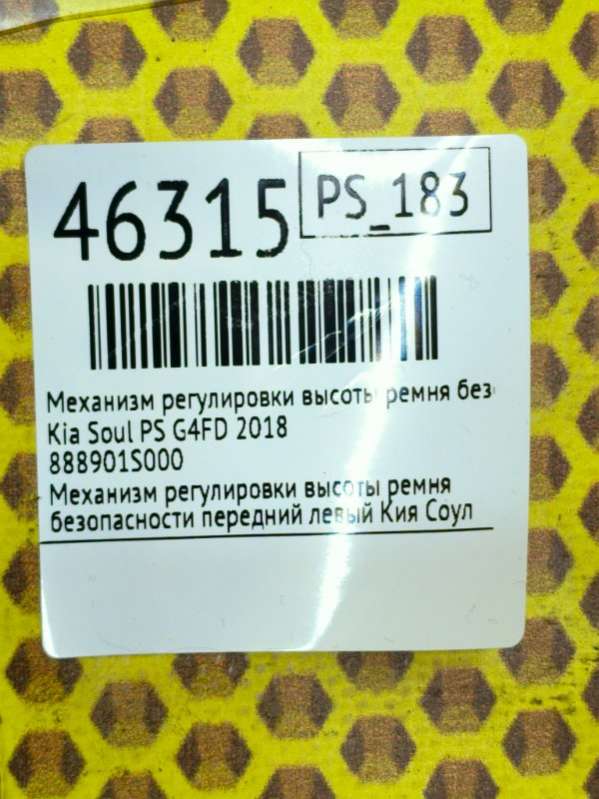 46315
PS_183
Механизм регулировки высоты ремня без
Kia Soul PS G4FD 2018
888901S000
Механизм регулировки высоты ремня
безопасности передний левый Кия Соул